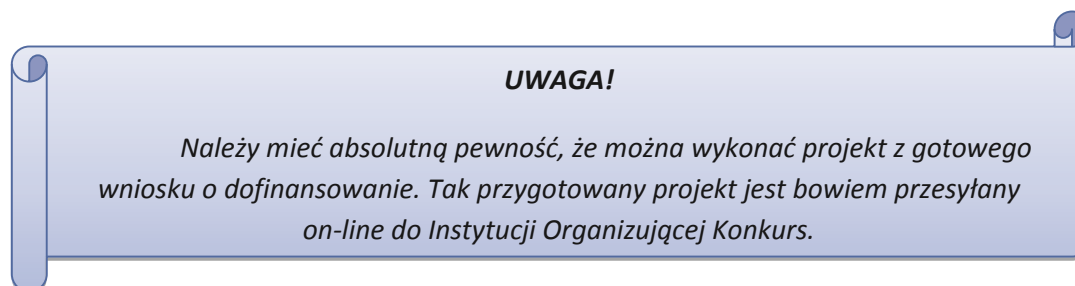 UWAGA!
Należy mieć absolutną pewność, że można wykonać projekt z gotowego
wniosku o dofinansowanie. Tak przygotowany projekt jest bowiem przesyłany
on-line do Instytucji Organizującej Konkurs.